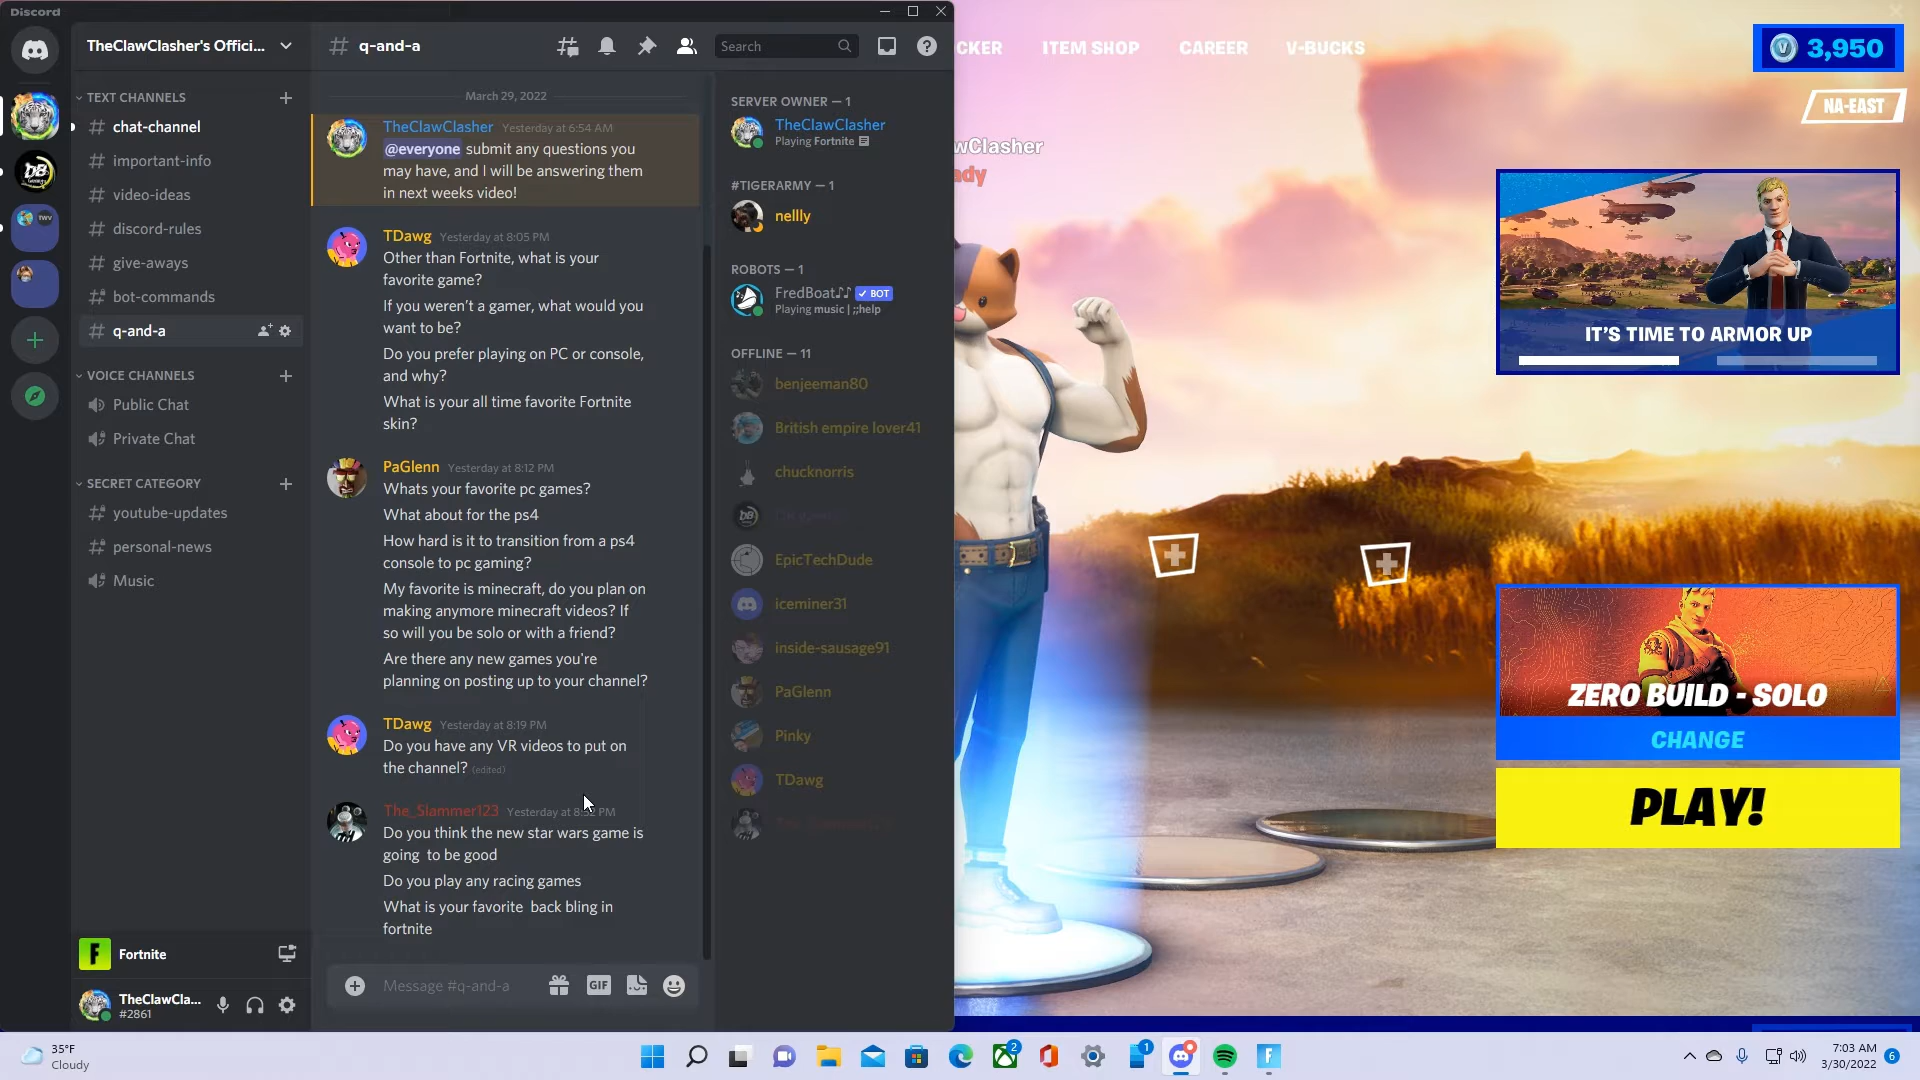 Discord
TheClawClasher's Offici...
TEXT CHANNELS
chat-channel
important-info
video-ideas
discord-rules
give-aways
bot-commands
q-and-a
VOICE CHANNELS
Public Chat
Private Chat
SECRET CATEGORY
youtube-updates
personal-news
Music
Fortnite
TheClawCla...
#2861
q-and-a
Search
March 29, 2022
TheClawClasher Yesterday at 6:54 AM
@everyone submit any questions you
may have, and I will be answering them
in next weeks video!
TDawg Yesterday at 8:05 PM
Other than Fortnite, what is your
favorite game?
If you weren't a gamer, what would you
want to be?
Do you prefer playing on PC or console,
and why?
What is your all time favorite Fortnite
skin?
PaGlenn Yesterday at 8:12 PM
Whats your favorite pc games?
What about for the ps4
How hard is it to transition from a ps4
console to pc gaming?
My favorite is minecraft, do you plan on
making anymore minecraft videos? If
so will you be solo or with a friend?
Are there any new games you're
planning on posting up to your channel?
TDawg Yesterday at 8:19 PM
Do you have any VR videos to put on
the channel? (edited)
The_Slammer123 Yesterday at PM
Do you think the new star wars game is
going to be good
Do you play any racing games
What is your favorite back bling in
fortnite
Message #q-and-a
GIF
SERVER OWNER — 1
TheClawClasher
Playing Fortnite
#TIGERARMY — 1
nellly
ROBOTS — 1
FredBoat♪♪ BOT
Playing music | ;;help
OFFLINE — 11
benjeeman80
British empire lover41
chucknorris
EpicTechDude
iceminer31
inside-sausage91
PaGlenn
Pinky
TDawg
CKER
ITEM SHOP
CAREER
V-BUCKS
3,950
NA-EAST
wClasher
ady
IT'S TIME TO ARMOR UP
ZERO BUILD - SOLO
CHANGE
PLAY!
35°F
Cloudy
2
1
7:03 AM
3/30/2022
6